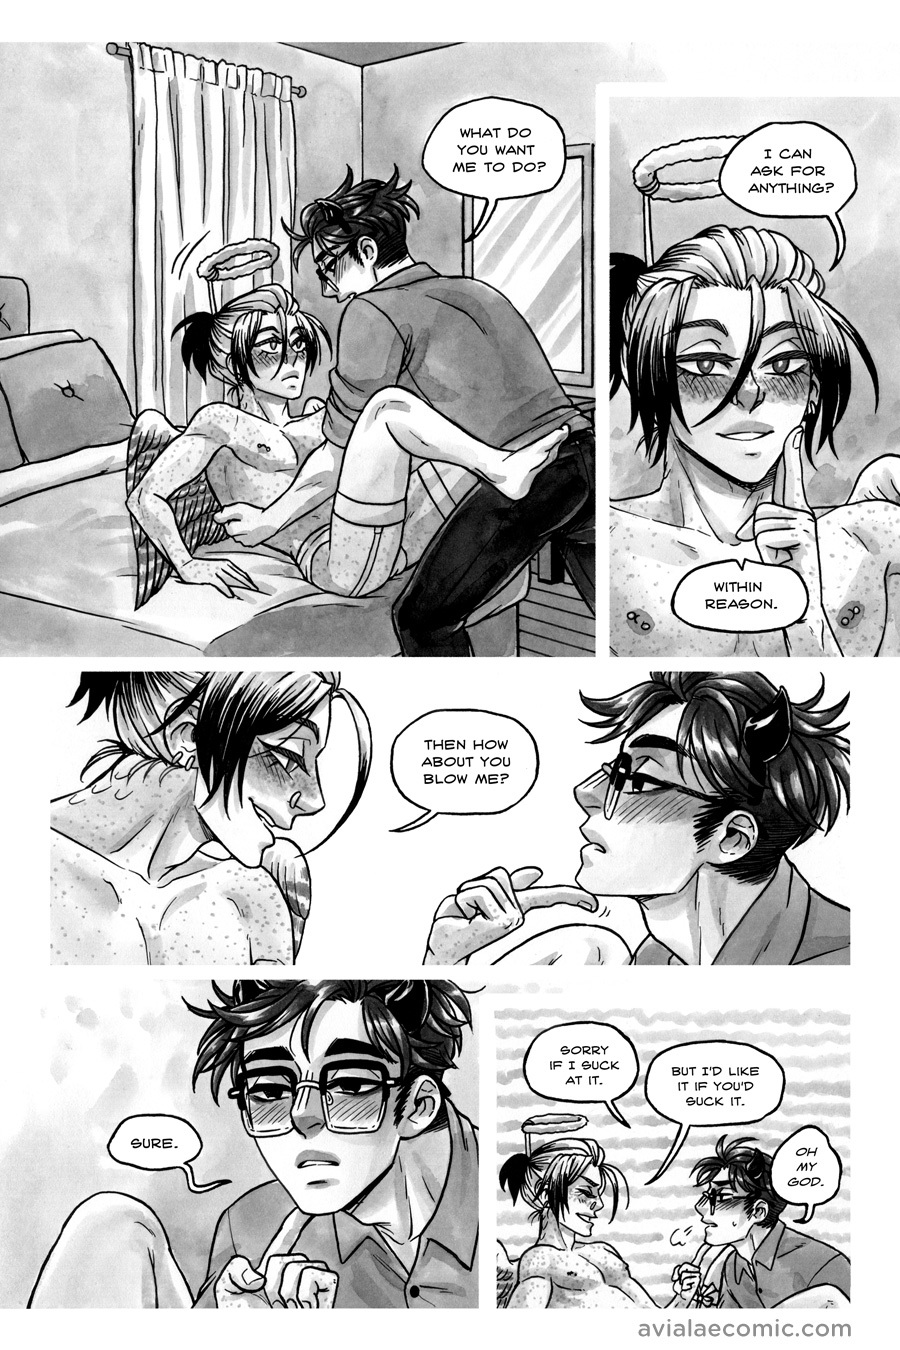 WHAT DO
YOU WANT
ME TO DO?
I CAN
ASK FOR
ANYTHING?
WITHIN
REASON.
THEN HOW
ABOUT YOU
BLOW ME?
SURE.
SORRY
IF I SUCK
AT IT.
BUT I'D LIKE
IT IF YOU'D
SUCK IT.
OH
MY
GOD.
avialaecomic.com